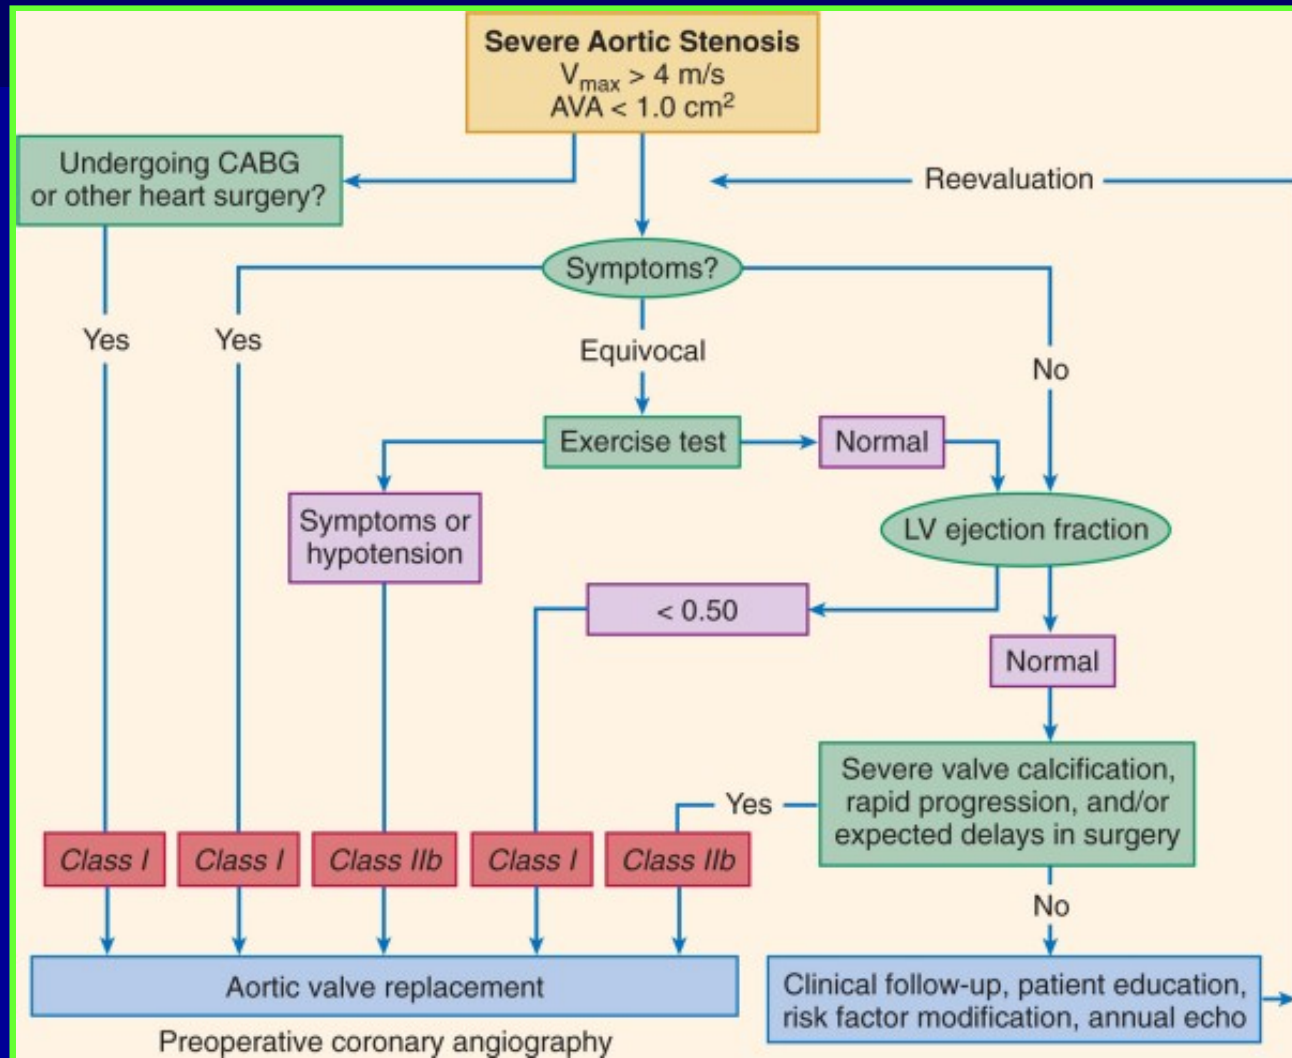 Severe Aortic Stenosis
Vmax > 4 m/s
AVA < 1.0 cm²
Undergoing CABG
or other heart surgery?
Reevaluation
Symptoms?
Yes
Yes
Equivocal
No
Exercise test
Normal
Symptoms or
hypotension
LV ejection fraction
< 0.50
Normal
Severe valve calcification,
rapid progression, and/or
expected delays in surgery
Yes
Class I
Class I
Class IIb
Class I
Class IIb
No
Aortic valve replacement
Clinical follow-up, patient education,
risk factor modification, annual echo
Preoperative coronary angiography